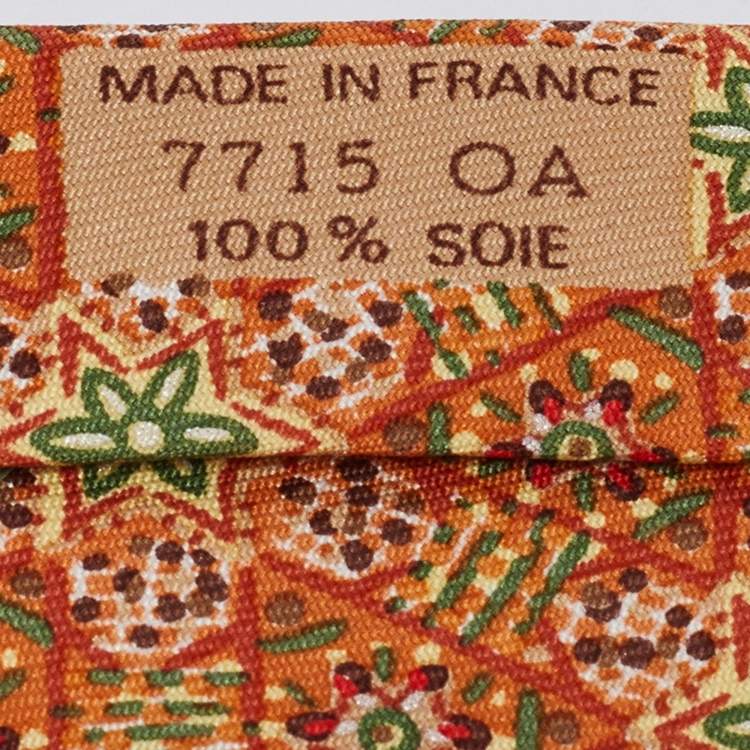 MADE IN FRANCE
7715 OA
100% SOIE